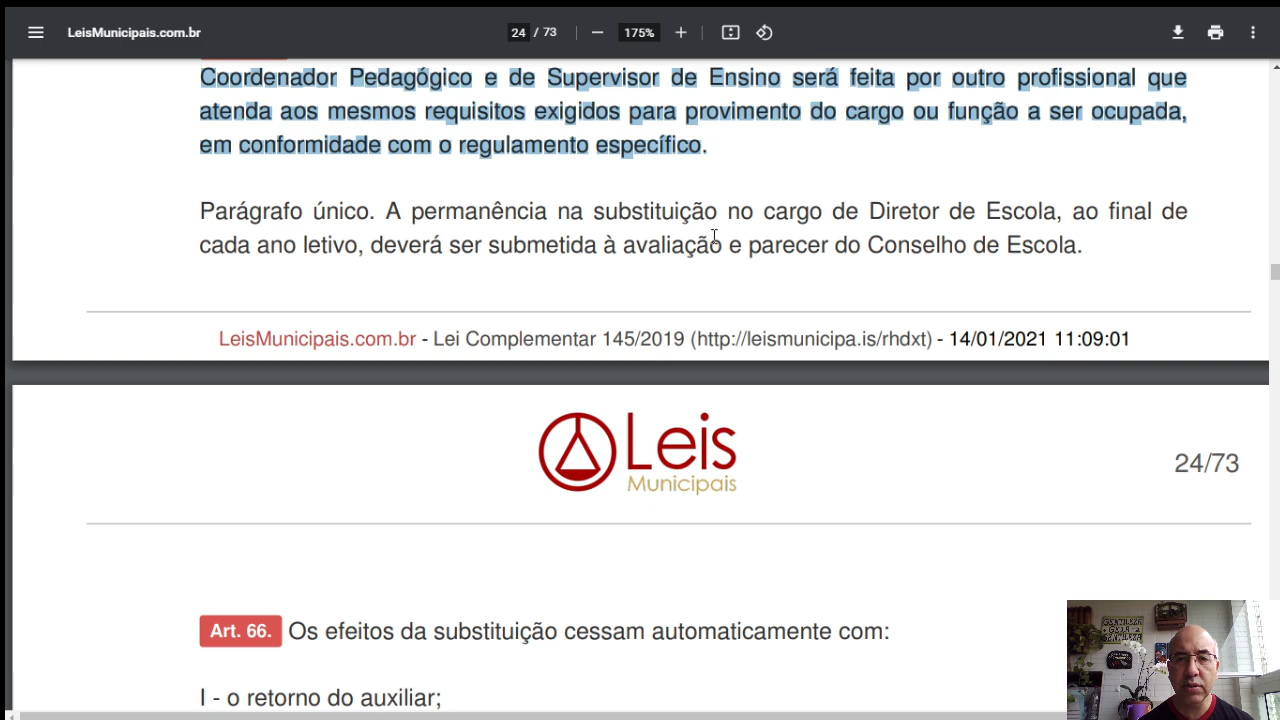 LeisMunicipais.com.br
24 / 73
175%
Coordenador Pedagógico e de Supervisor de Ensino será feita por outro profissional que
atenda aos mesmos requisitos exigidos para provimento do cargo ou função a ser ocupada,
em conformidade com o regulamento específico.
Parágrafo único. A permanência na substituição no cargo de Diretor de Escola, ao final de
cada ano letivo, deverá ser submetida à avaliação e parecer do Conselho de Escola.
LeisMunicipais.com.br - Lei Complementar 145/2019 (http://leismunicipa.is/rhdxt) - 14/01/2021 11:09:01
Leis
Municipais
24/73
Art. 66. Os efeitos da substituição cessam automaticamente com:
I - o retorno do auxiliar;